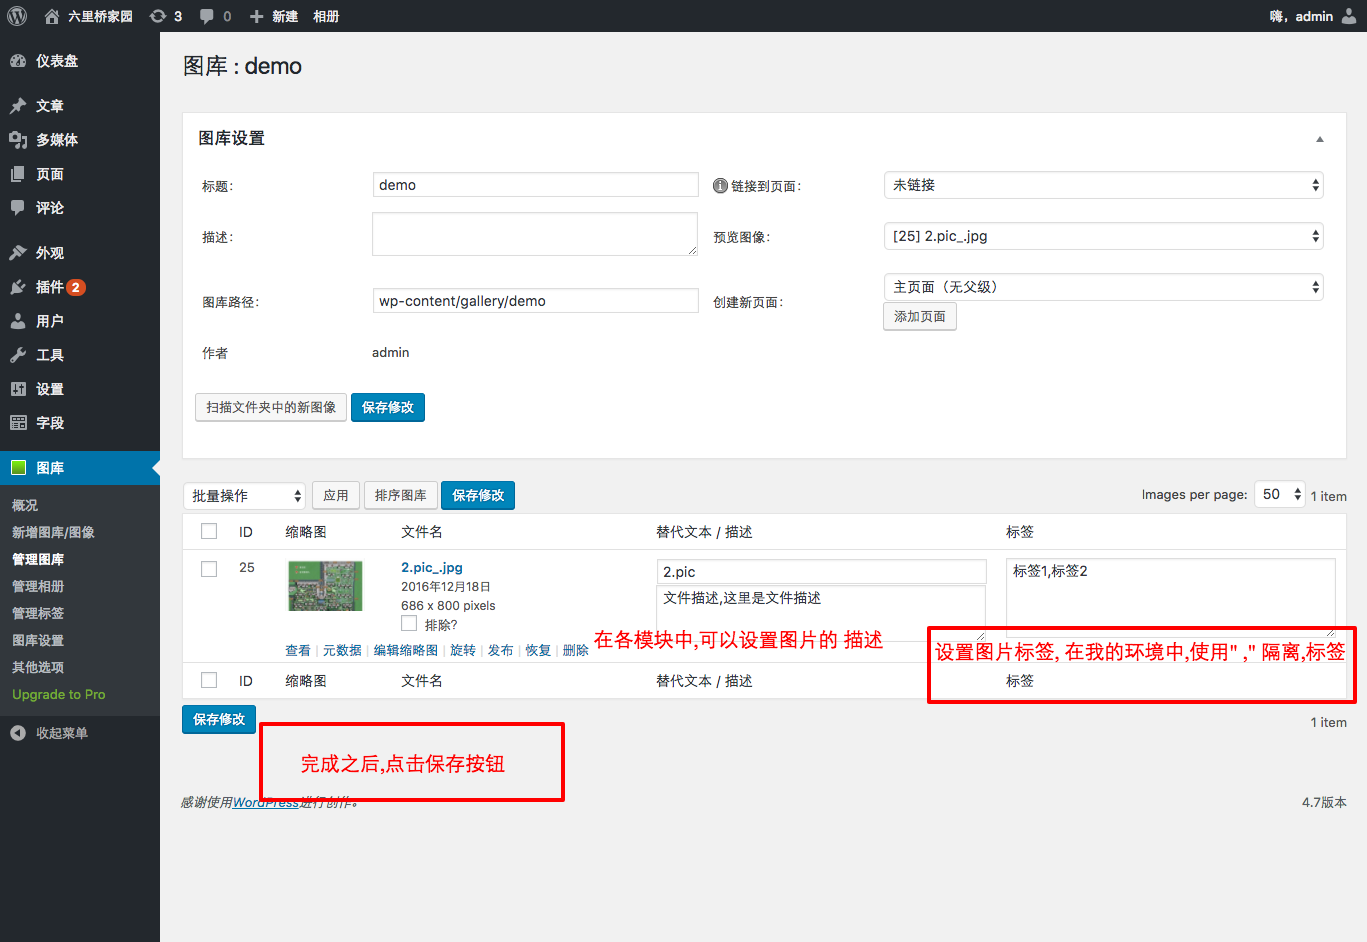 六里桥家园 3 0 新建 相册 嗨，admin
仪表盘
文章
多媒体
页面
评论
外观
插件 2
用户
工具
设置
字段
图库
概况
新增图库/图像
管理图库
管理相册
管理标签
图库设置
其他选项
Upgrade to Pro
收起菜单
图库 : demo
图库设置
标题: demo 链接到页面: 未链接
描述: 预览图像: [25] 2.pic_.jpg
图库路径: wp-content/gallery/demo 创建新页面: 主页面（无父级）
添加页面
作者 admin
扫描文件夹中的新图像 保存修改
批量操作 应用 排序图库 保存修改 Images per page: 50 1 item
ID 缩略图 文件名 替代文本 / 描述 标签
25 2.pic_.jpg 2.pic 标签1,标签2
2016年12月18日
文件描述,这里是文件描述
686 x 800 pixels
排除?
查看 | 元数据 | 编辑缩略图 | 旋转 | 发布 | 恢复 | 删除
在各模块中,可以设置图片的 描述
设置图片标签, 在我的环境中,使用" ," 隔离,标签
ID 缩略图 文件名 替代文本 / 描述 标签
保存修改 1 item
完成之后,点击保存按钮
感谢使用WordPress进行创作。 4.7版本